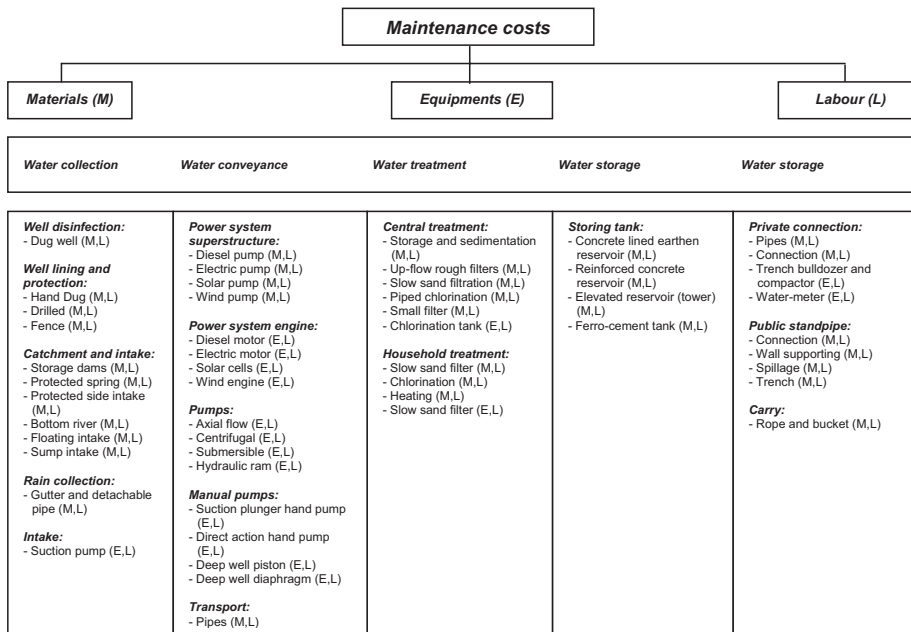 Maintenance costs
Materials (M)
Equipments (E)
Labour (L)
Water collection
Water conveyance
Water treatment
Water storage
Water storage
Well disinfection:
- Dug well (M,L)
Well lining and
protection:
- Hand Dug (M,L)
- Drilled (M,L)
- Fence (M,L)
Catchment and intake:
- Storage dams (M,L)
- Protected spring (M,L)
- Protected side intake
(M,L)
- Bottom river (M,L)
- Floating intake (M,L)
- Sump intake (M,L)
Rain collection:
- Gutter and detachable
pipe (M,L)
Intake:
- Suction pump (E,L)
Power system
superstructure:
- Diesel pump (M,L)
- Electric pump (M,L)
- Solar pump (M,L)
- Wind pump (M,L)
Power system engine:
- Diesel motor (E,L)
- Electric motor (E,L)
- Solar cells (E,L)
- Wind engine (E,L)
Pumps:
- Axial flow (E,L)
- Centrifugal (E,L)
- Submersible (E,L)
- Hydraulic ram (E,L)
Manual pumps:
- Suction plunger hand pump
(E,L)
- Direct action hand pump
(E,L)
- Deep well piston (E,L)
- Deep well diaphragm (E,L)
Transport:
- Pipes (M,L)
Central treatment:
- Storage and sedimentation
(M,L)
- Up-flow rough filters (M,L)
- Slow sand filtration (M,L)
- Piped chlorination (M,L)
- Small filter (M,L)
- Chlorination tank (E,L)
Household treatment:
- Slow sand filter (M,L)
- Chlorination (M,L)
- Heating (M,L)
- Slow sand filter (E,L)
Storing tank:
- Concrete lined earthen
reservoir (M,L)
- Reinforced concrete
reservoir (M,L)
- Elevated reservoir (tower)
(M,L)
- Ferro-cement tank (M,L)
Private connection:
- Pipes (M,L)
- Connection (M,L)
- Trench bulldozer and
compactor (E,L)
- Water-meter (E,L)
Public standpipe:
- Connection (M,L)
- Wall supporting (M,L)
- Spillage (M,L)
- Trench (M,L)
Carry:
- Rope and bucket (M,L)